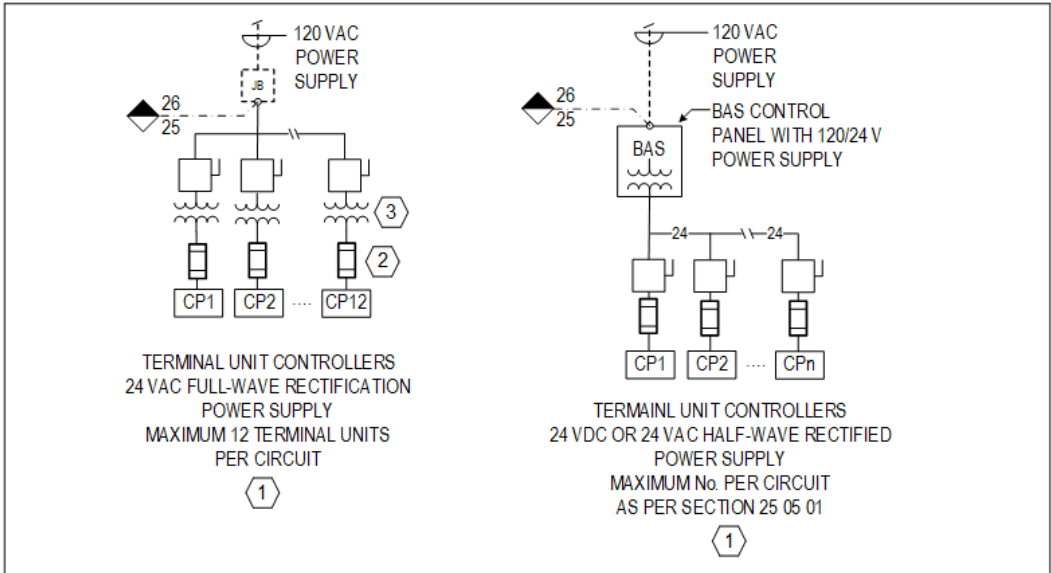 120 VAC
POWER
SUPPLY
JB
26
25
3
2
CP1
CP2
....
CP12
TERMINAL UNIT CONTROLLERS
24 VAC FULL-WAVE RECTIFICATION
POWER SUPPLY
MAXIMUM 12 TERMINAL UNITS
PER CIRCUIT
1
120 VAC
POWER
SUPPLY
26
25
BAS CONTROL
PANEL WITH 120/24 V
POWER SUPPLY
BAS
24
24
CP1
CP2
....
CPn
TERMAINL UNIT CONTROLLERS
24 VDC OR 24 VAC HALF-WAVE RECTIFIED
POWER SUPPLY
MAXIMUM No. PER CIRCUIT
AS PER SECTION 25 05 01
1